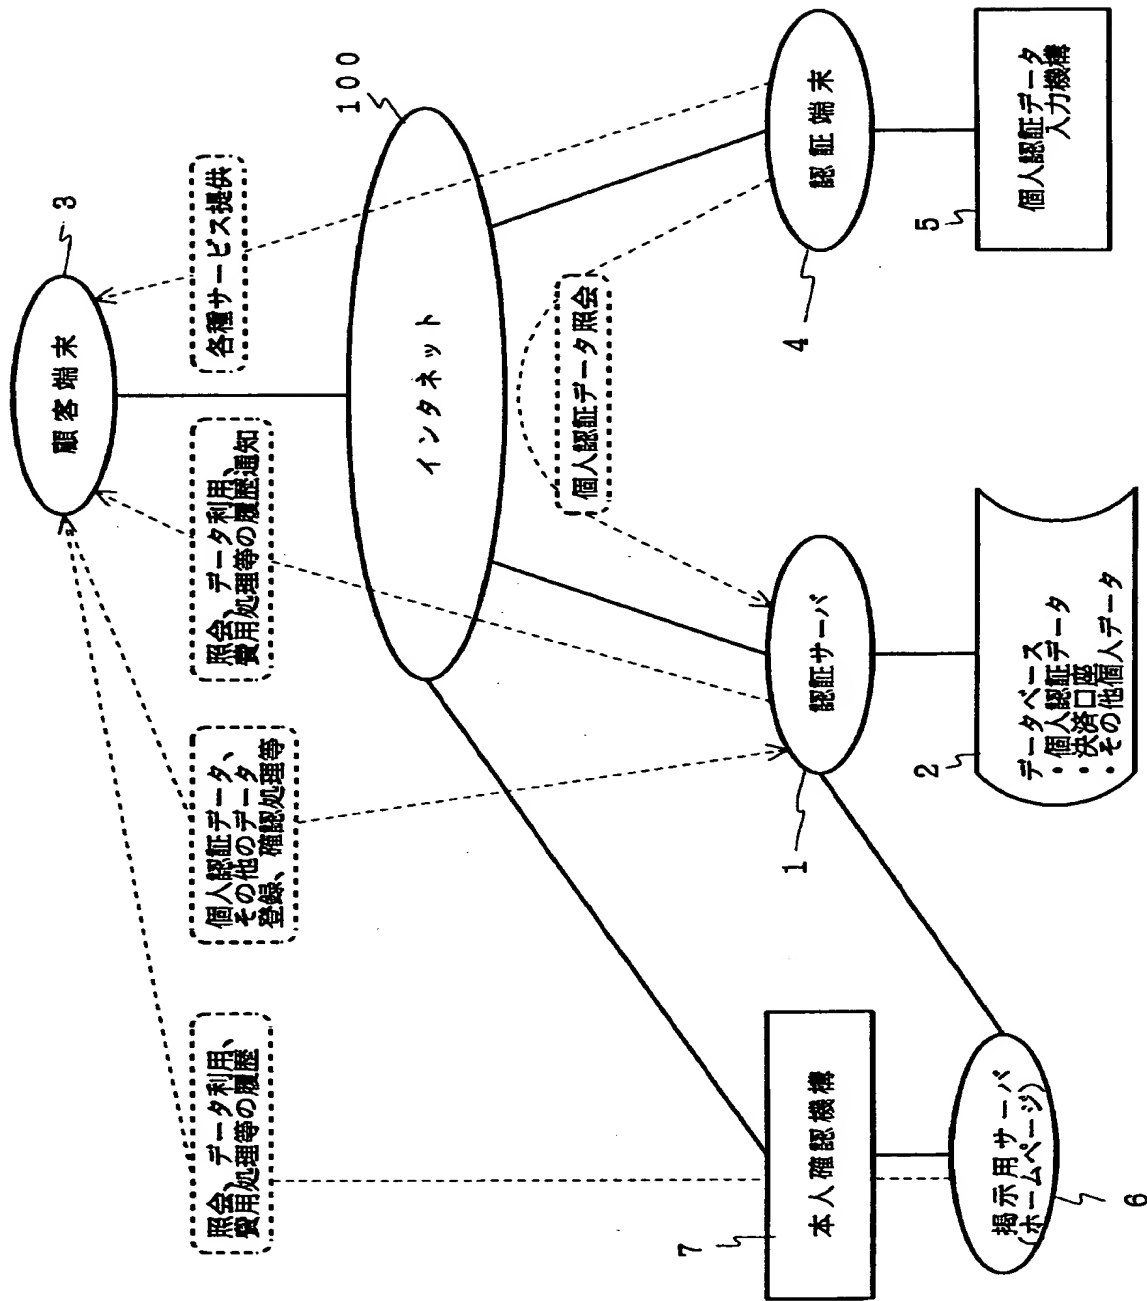 顧客端末
3
各種サービス提供
照会、データ利用、
費用処理等の履歴通知
個人認証データ、
その他のデータ
登録、確認処理等
照会、データ利用、
費用処理等の履歴
100
インタネット
個人認証データ照会
認証端末
4
認証サーバ
1
本人確認機構
7
個人認証データ
入力機構
5
データベース
・個人認証データ
・決済口座
・その他個人データ
2
掲示用サーバ
(ホームページ)
6